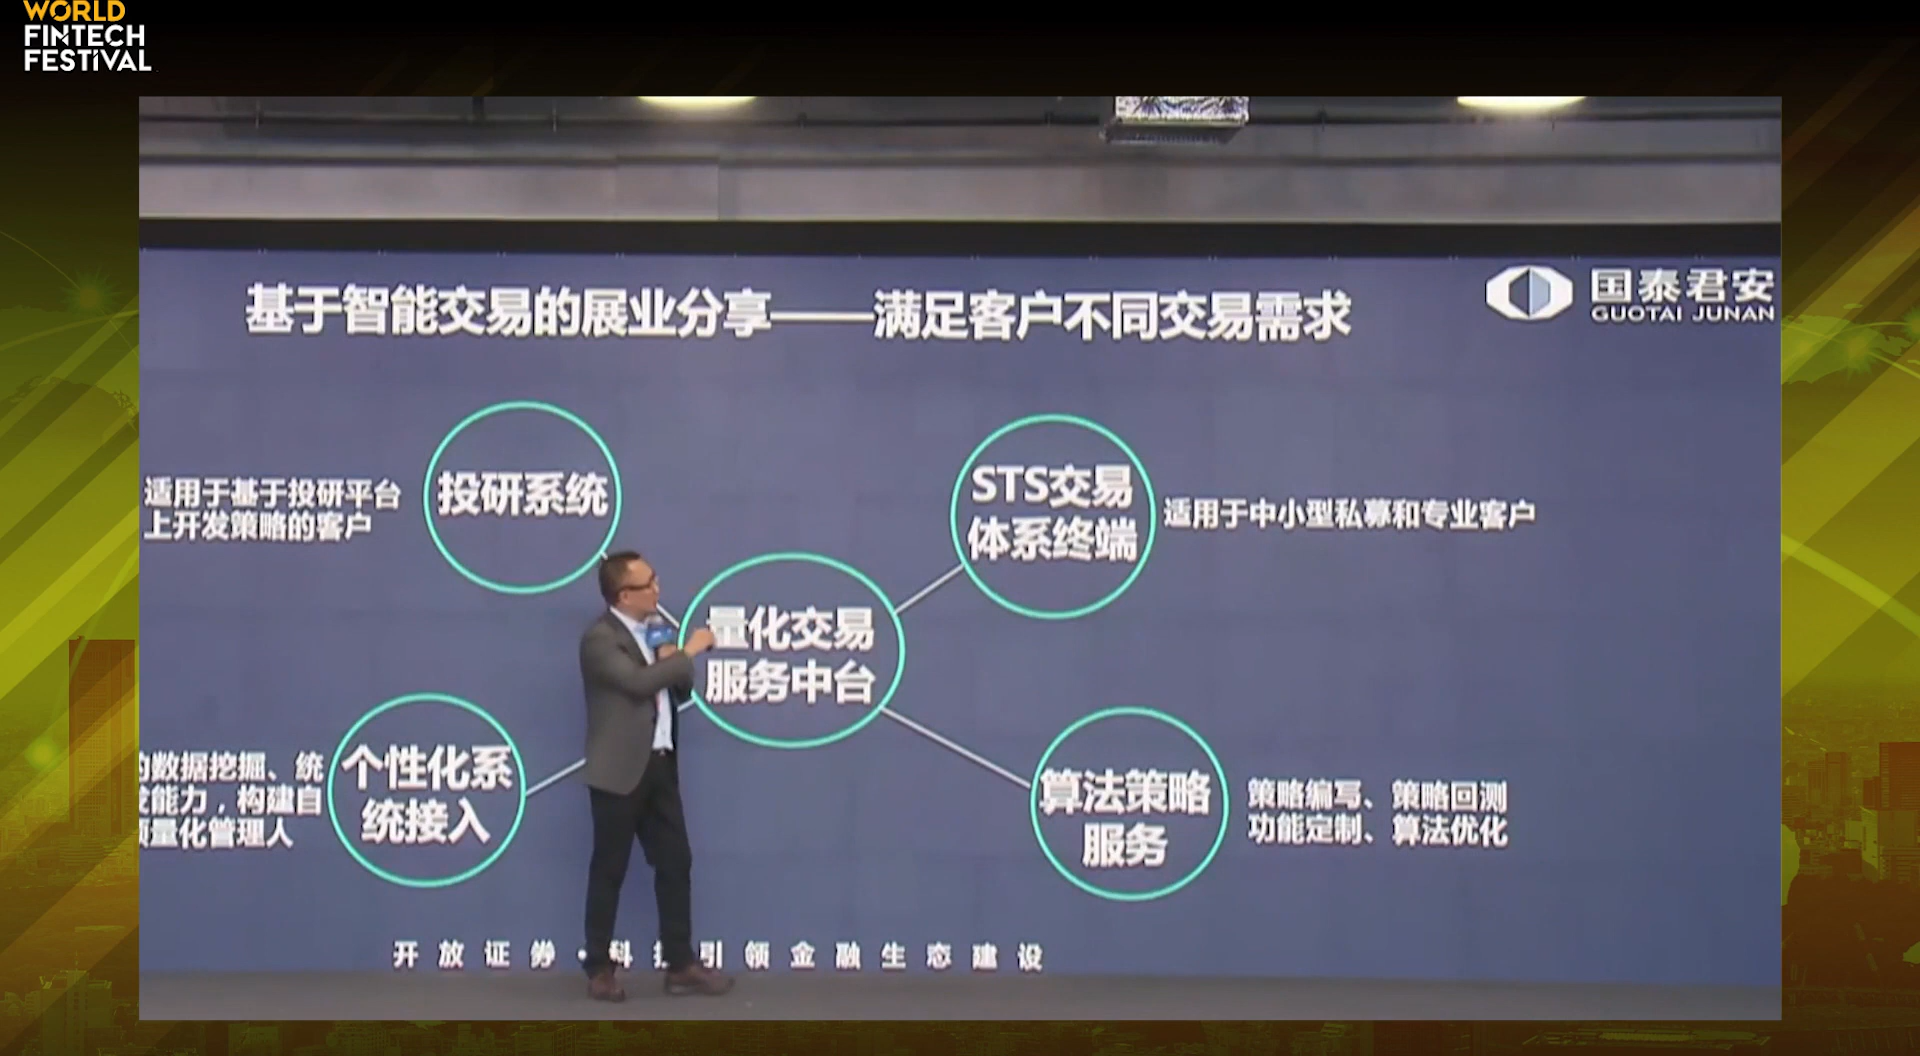 WORLD
FINTECH
FESTIVAL
基于智能交易的展业分享——满足客户不同交易需求
国泰君安
GUOTAI JUNAN
适用于基于投研平台
上开发策略的客户
投研系统
STS交易
体系终端
适用于中小型私募和专业客户
量化交易
服务中台
数据挖掘、统
能力，构建自
量化管理人
个性化系
统接入
算法策略
服务
策略编写、策略回测
功能定制、算法优化
开放证券·科 引领金融生态建设